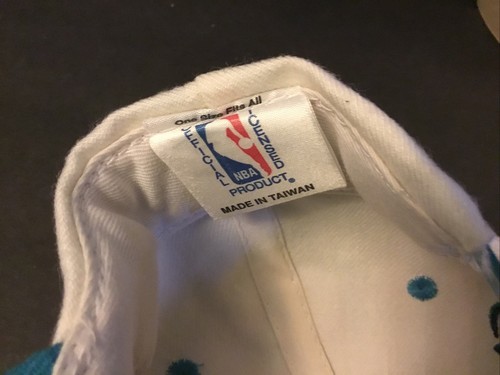 One Size Fits All
OFFICIAL LICENSED
NBA
PRODUCT®
MADE IN TAIWAN